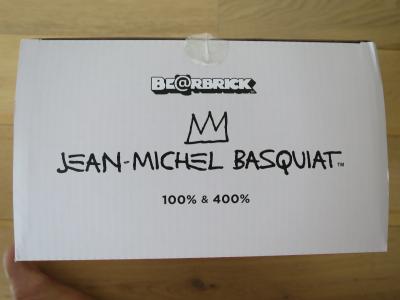 BE@RBRICK
JEAN-MICHEL BASQUIAT™
100% & 400%